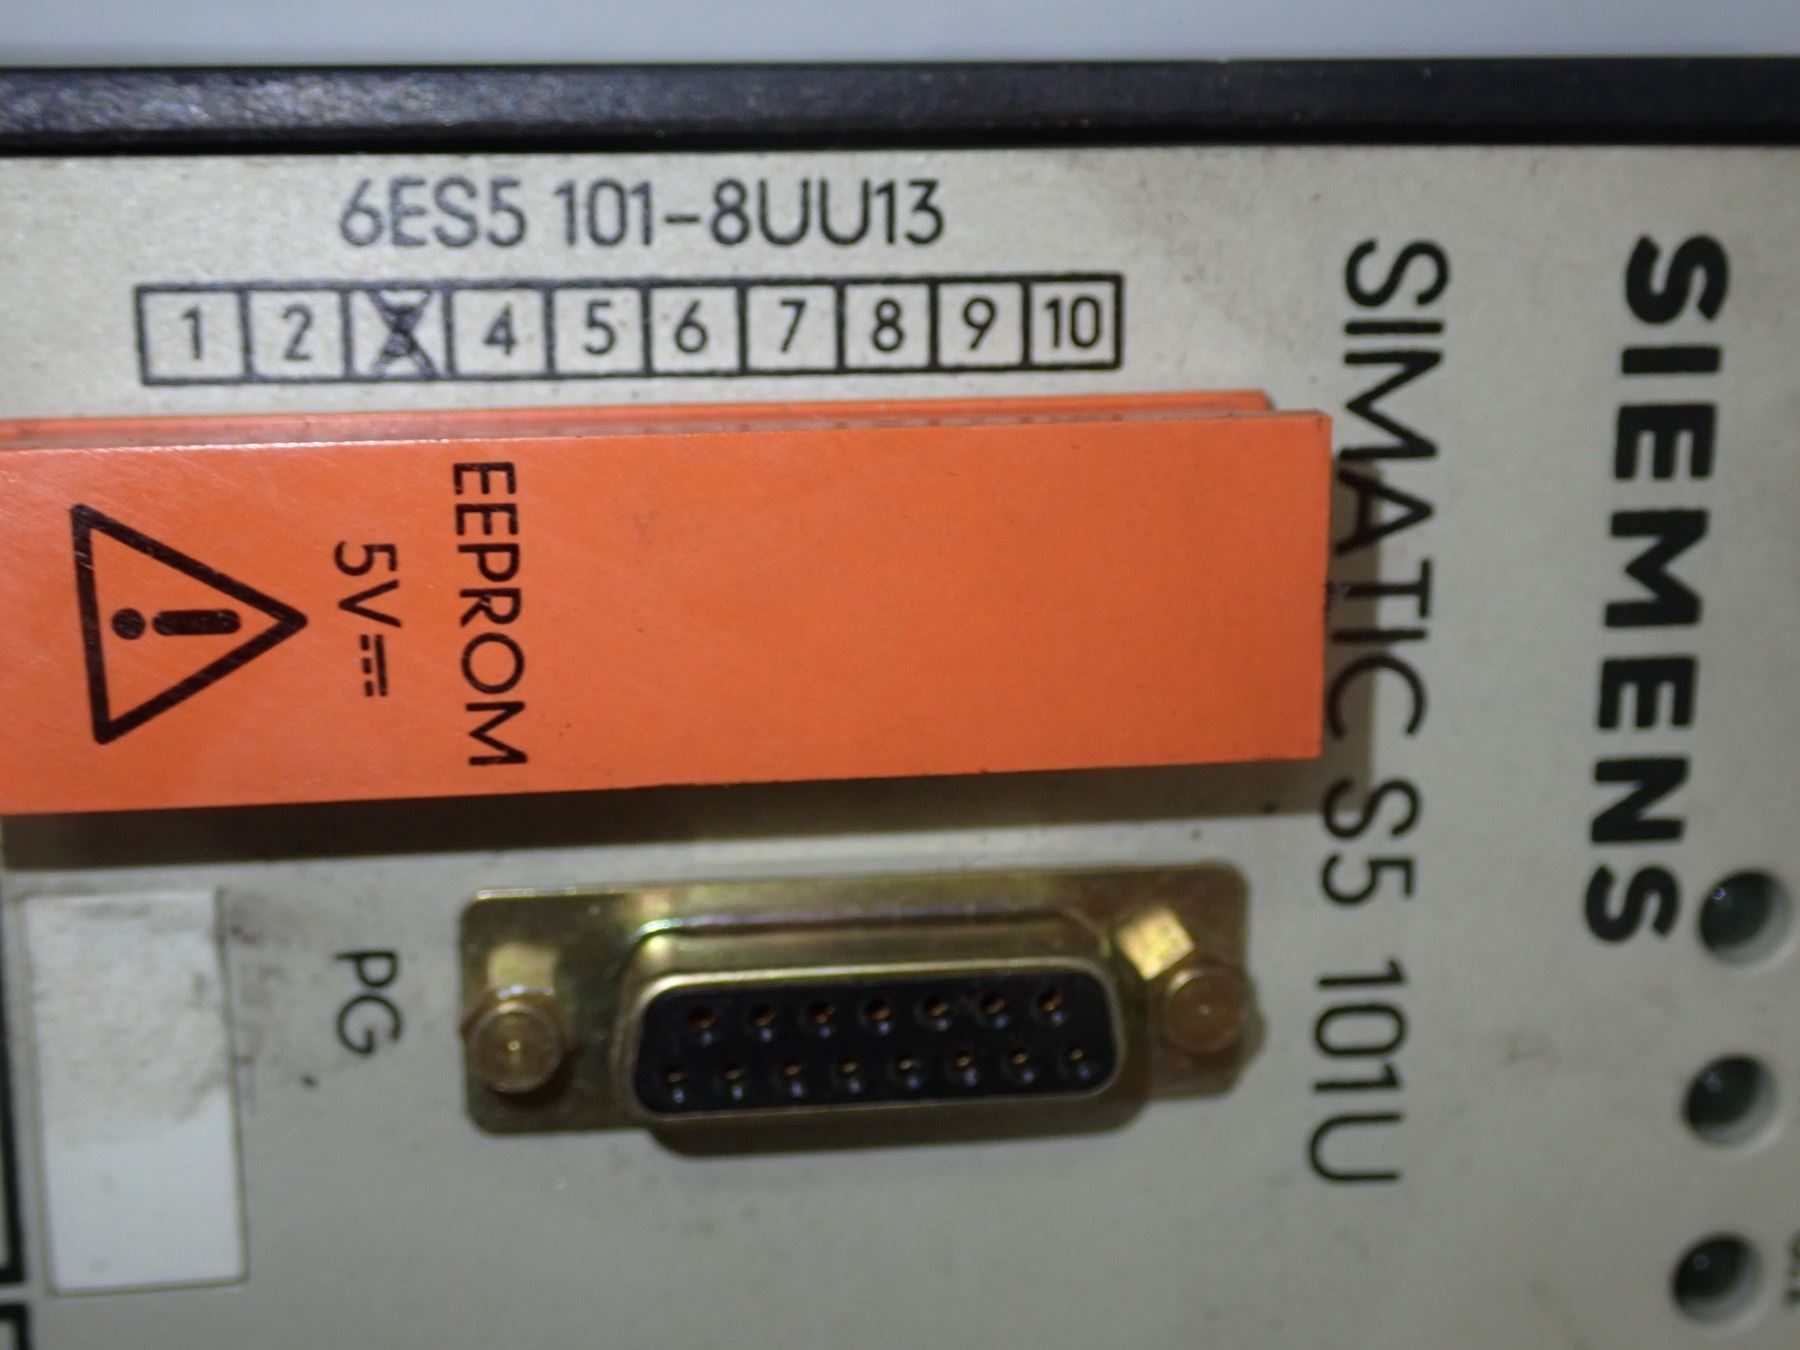 6ES5 101-8UU13
1 2 3 4 5 6 7 8 9 10
SIEMENS
SIMATIC S5 101U
EEPROM
5V⎓
PG